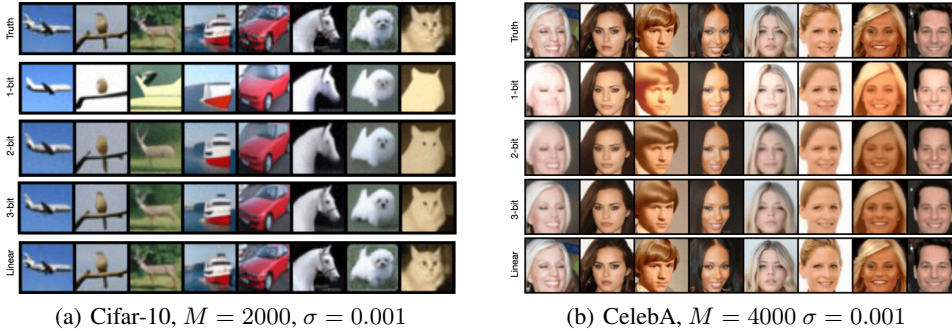 Truth
1-bit
2-bit
3-bit
Linear
(a) Cifar-10, M = 2000, σ = 0.001
Truth
1-bit
2-bit
3-bit
Linear
(b) CelebA, M = 4000 σ = 0.001